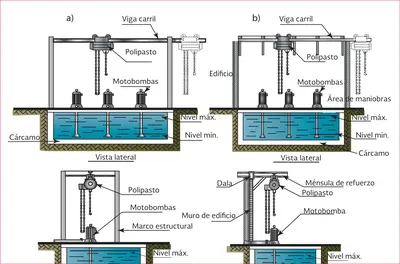 a)
Viga carril
Polipasto
Motobombas
Nivel máx.
Nivel mín.
Cárcamo
Vista lateral
b)
Viga carril
Polipasto
Edificio
Motobombas
Área de maniobras
Nivel máx.
Nivel mín.
Cárcamo
Vista lateral
Polipasto
Motobombas
Marco estructural
Nivel máx.
Dala
Ménsula de refuerzo
Polipasto
Muro de edificio
Motobomba
Nivel máx.